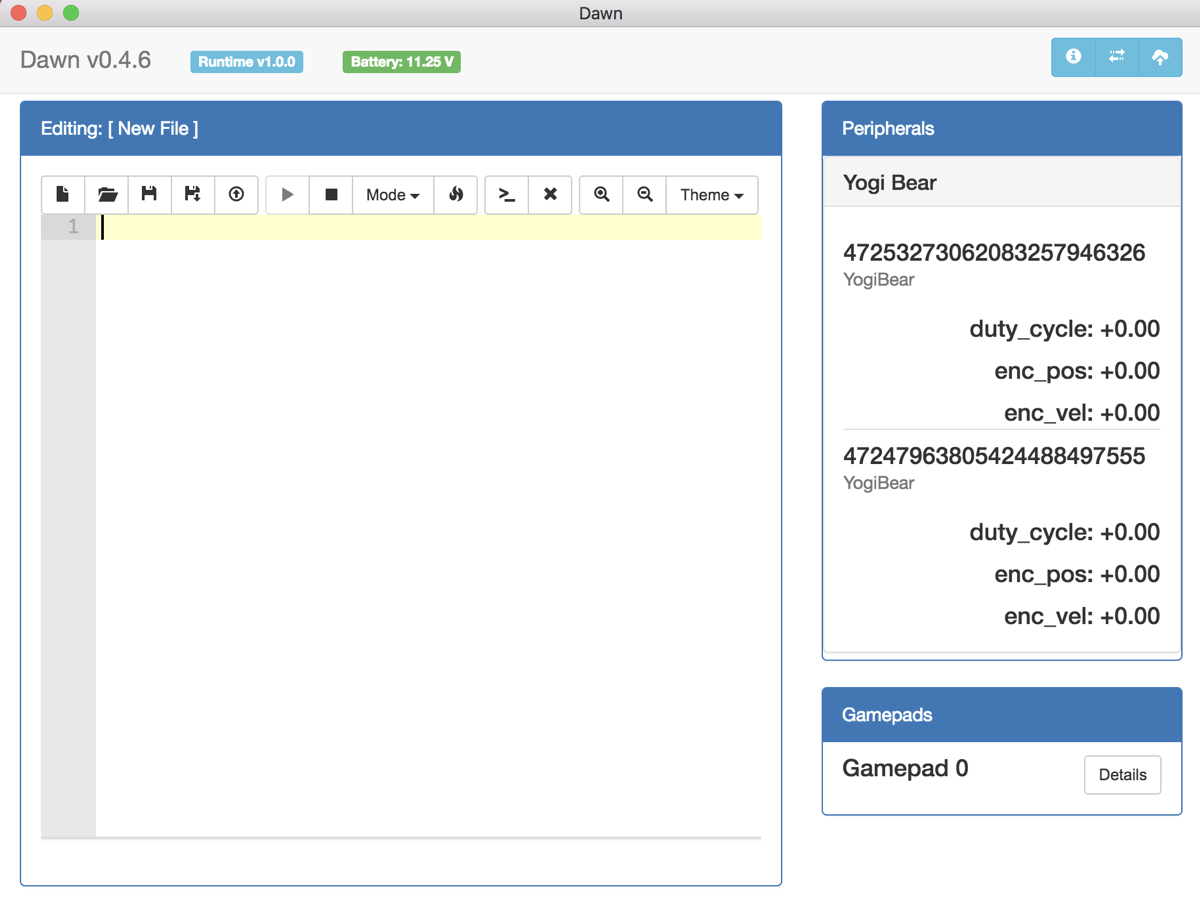 Dawn
Dawn v0.4.6
Runtime v1.0.0
Battery: 11.25 V
Editing: [ New File ]
Mode
Theme
1
Peripherals
Yogi Bear
47253273062083257946326
YogiBear
duty_cycle: +0.00
enc_pos: +0.00
enc_vel: +0.00
47247963805424488497555
YogiBear
duty_cycle: +0.00
enc_pos: +0.00
enc_vel: +0.00
Gamepads
Gamepad 0
Details